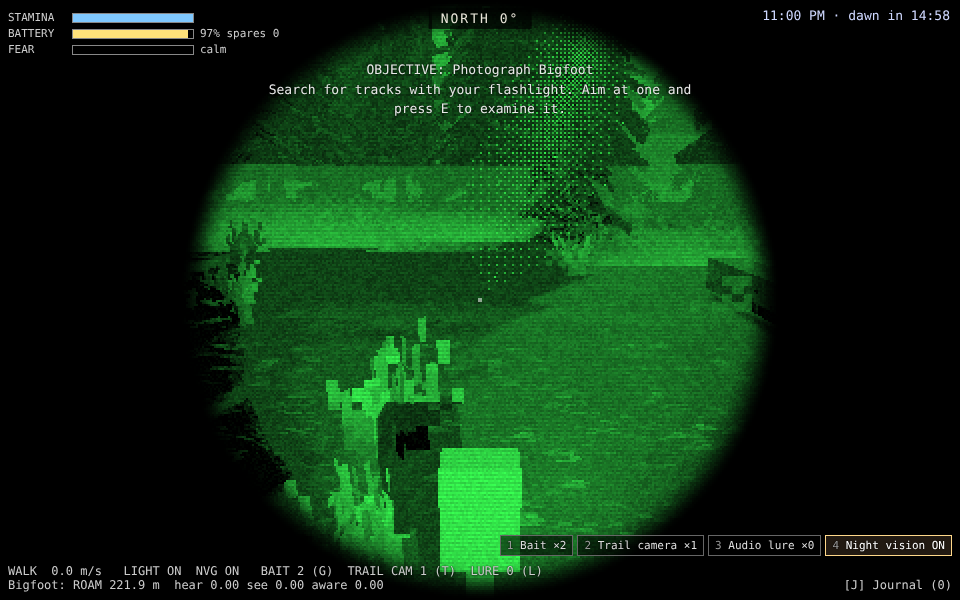 STAMINA
BATTERY 97% spares 0
FEAR calm
NORTH 0°
11:00 PM · dawn in 14:58
OBJECTIVE: Photograph Bigfoot
Search for tracks with your flashlight. Aim at one and
press E to examine it.
1 Bait ×2
2 Trail camera ×1
3 Audio lure ×0
4 Night vision ON
WALK 0.0 m/s LIGHT ON NVG ON BAIT 2 (G) TRAIL CAM 1 (T) LURE 0 (L)
Bigfoot: ROAM 221.9 m hear 0.00 see 0.00 aware 0.00
[J] Journal (0)